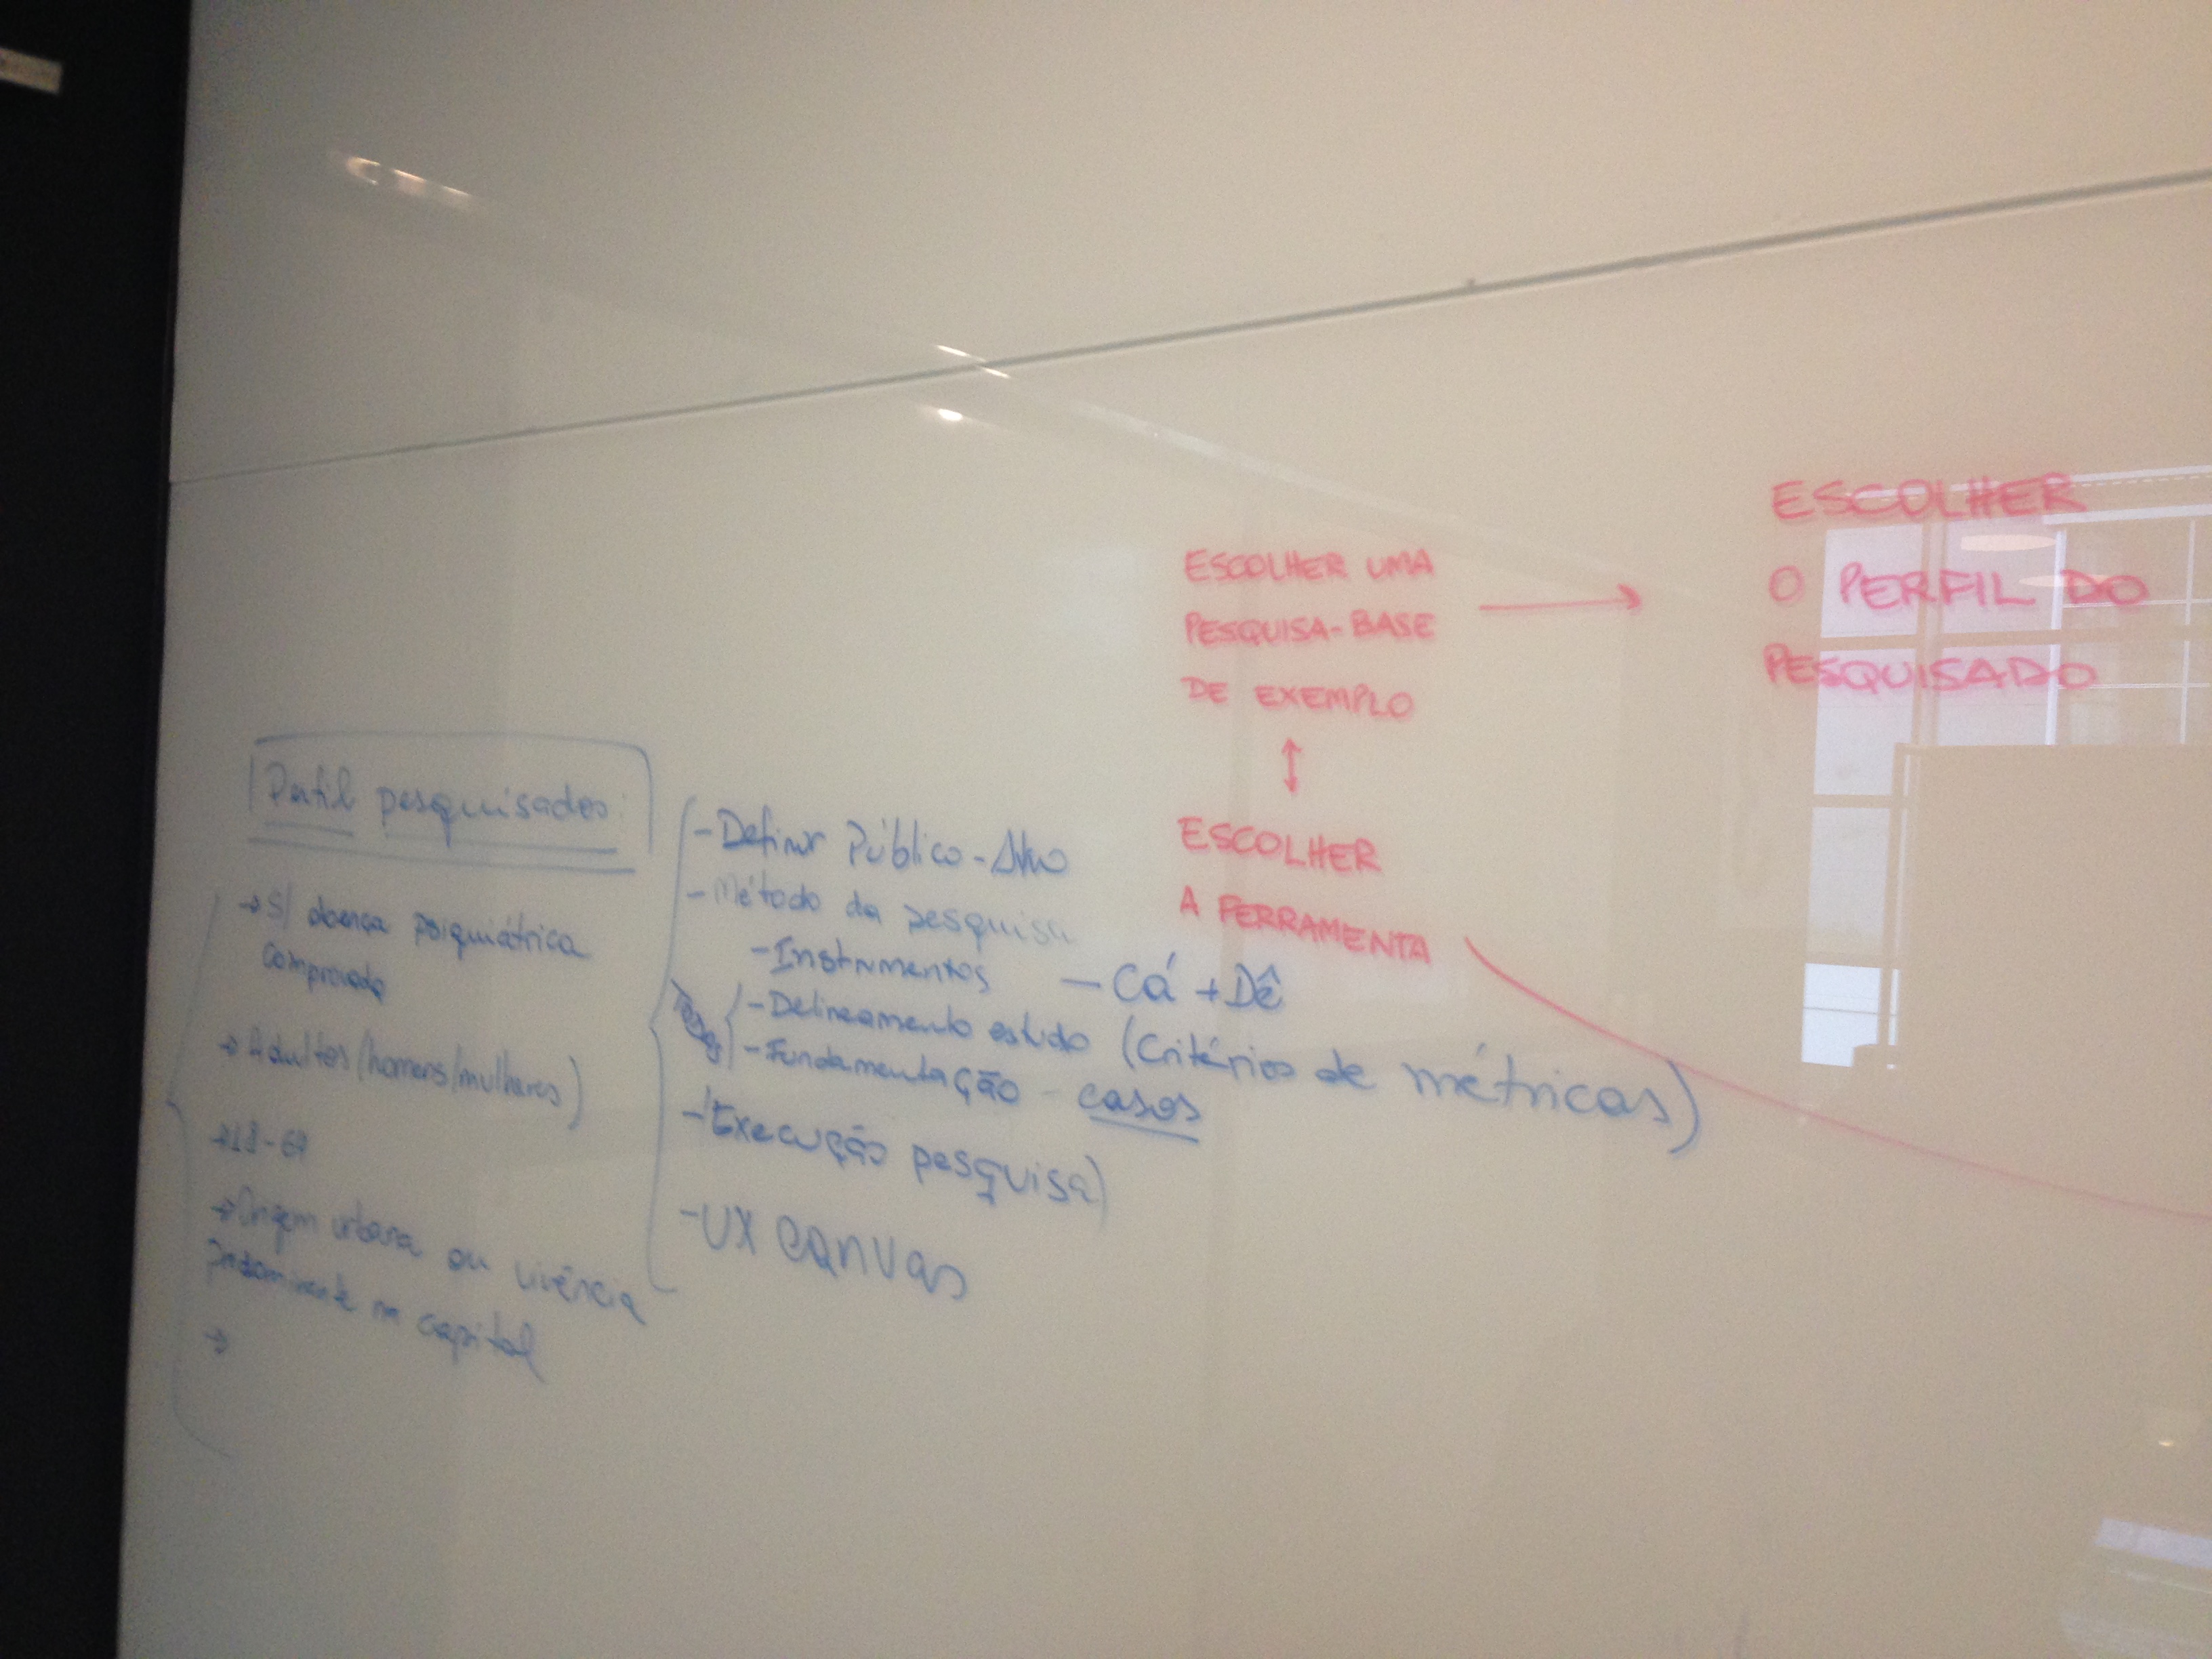 Perfil pesquisados:
→ S/ doença psiquiátrica
comprovada
→ Adultos (homens/mulheres)
→ 18-69
→ Origem urbana ou vivência
predominante na capital
→
- Definir Público-Alvo
- Método da pesquisa
- Instrumentos - Cá + Dê
Todos
- Delineamento estudo (Critérios de métricas)
- Fundamentação - casos
- Execução pesquisa)
- UX canvas
ESCOLHER UMA
PESQUISA-BASE
DE EXEMPLO
ESCOLHER
A FERRAMENTA
ESCOLHER
O PERFIL DO
PESQUISADO